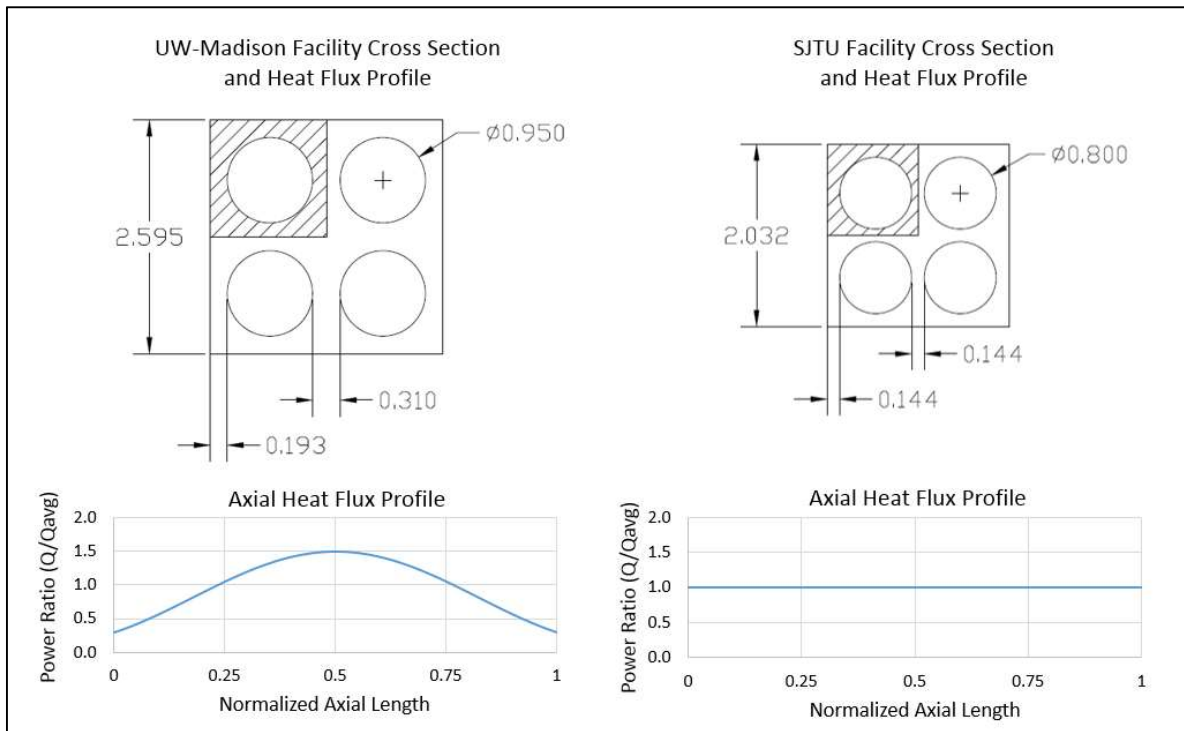 UW-Madison Facility Cross Section
and Heat Flux Profile
Ø0.950
2.595
0.310
0.193
Axial Heat Flux Profile
Power Ratio (Q/Qavg)
2.0
1.5
1.0
0.5
0.0
0
0.25
0.5
0.75
1
Normalized Axial Length
SJTU Facility Cross Section
and Heat Flux Profile
Ø0.800
2.032
0.144
0.144
Axial Heat Flux Profile
Power Ratio (Q/Qavg)
2.0
1.5
1.0
0.5
0.0
0
0.25
0.5
0.75
1
Normalized Axial Length